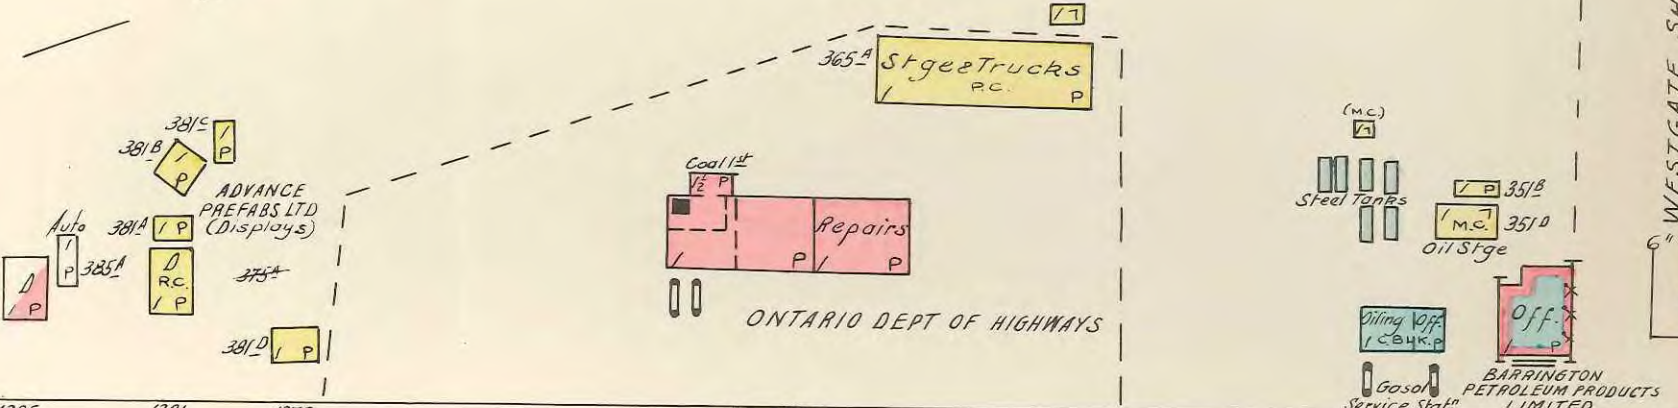 365A
Stge & Trucks
P.C.
/ P
381C
/
P
381B
/
P
ADVANCE
PREFABS LTD
(Displays)
381A
/ P
Auto
/
P
385A
D
/ P
D
R.C.
/ P
375A
381D
/ P
Coal 1st
1½ P
Repairs
/ P
/ P
ONTARIO DEPT OF HIGHWAYS
(M.C.)
Steel Tanks
/ P
351B
M.C.
351D
Oil Stge
Oiling Off.
/ C.B.
P
Gasol
Service Statn
Off.
/ P
BARRINGTON
PETROLEUM PRODUCTS
LIMITED
6"
WESTGATE